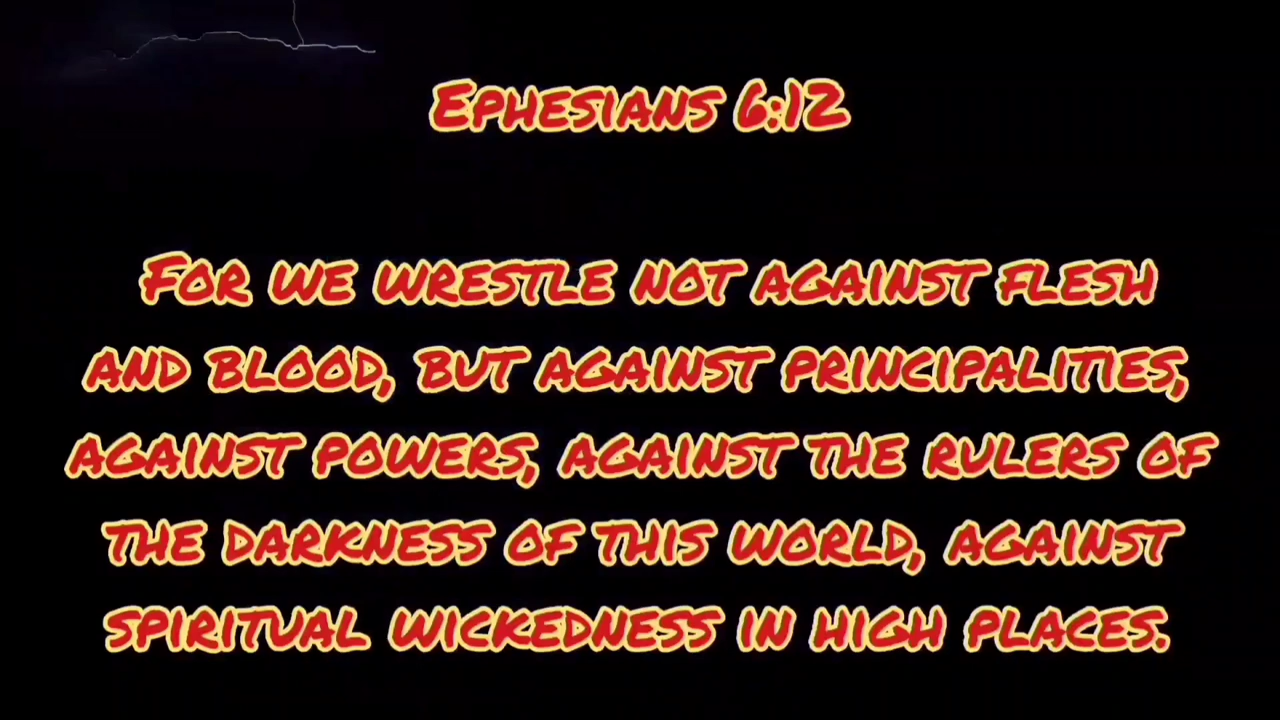 Ephesians 6:12
For we wrestle not against flesh
and blood, but against principalities,
against powers, against the rulers of
the darkness of this world, against
spiritual wickedness in high places.